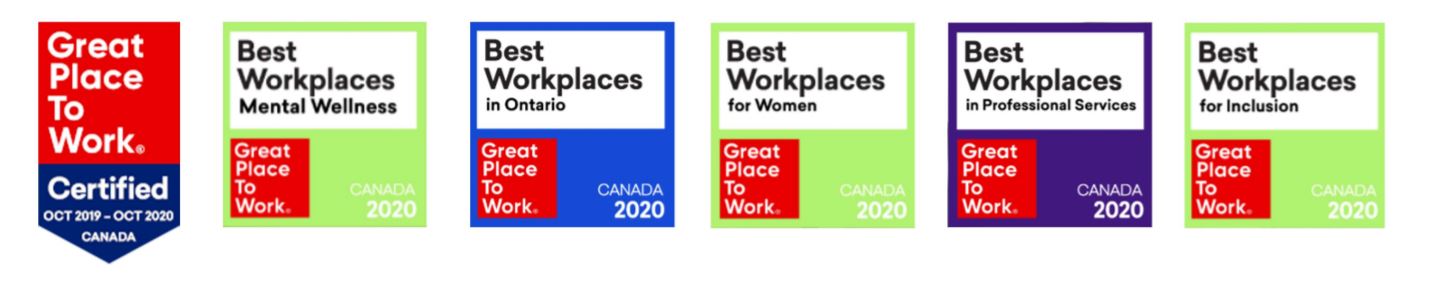 Great
Place
To
Work®
Certified
OCT 2019 – OCT 2020
CANADA
Best
Workplaces
Mental Wellness
Great
Place
To
Work®
CANADA
2020
Best
Workplaces
in Ontario
Great
Place
To
Work®
CANADA
2020
Best
Workplaces
for Women
Great
Place
To
Work®
CANADA
2020
Best
Workplaces
in Professional Services
Great
Place
To
Work®
CANADA
2020
Best
Workplaces
for Inclusion
Great
Place
To
Work®
CANADA
2020